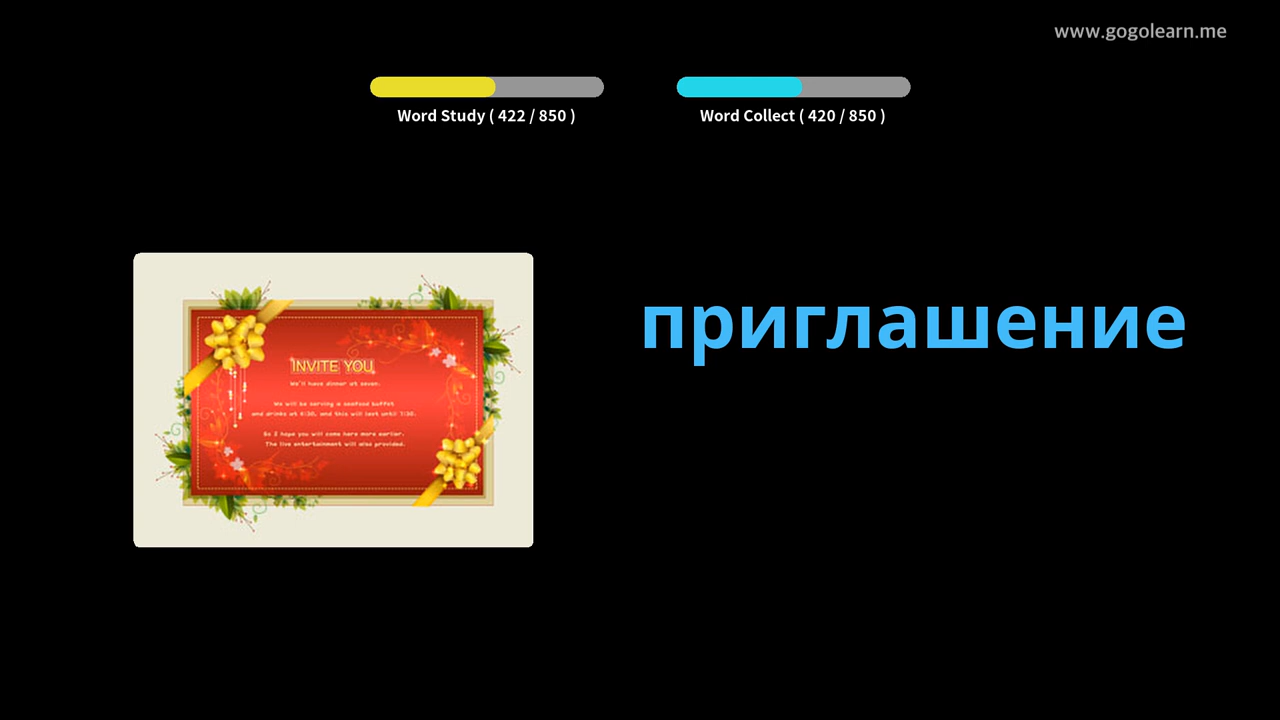 www.gogolearn.me
Word Study ( 422 / 850 )
Word Collect ( 420 / 850 )
приглашение
INVITE YOU
We'll have dinner at seven.
We will be serving a seafood buffet
and drinks at 6:30, and this will last until 7:30.
So I hope you will come here more earlier.
The live entertainment will also provided.